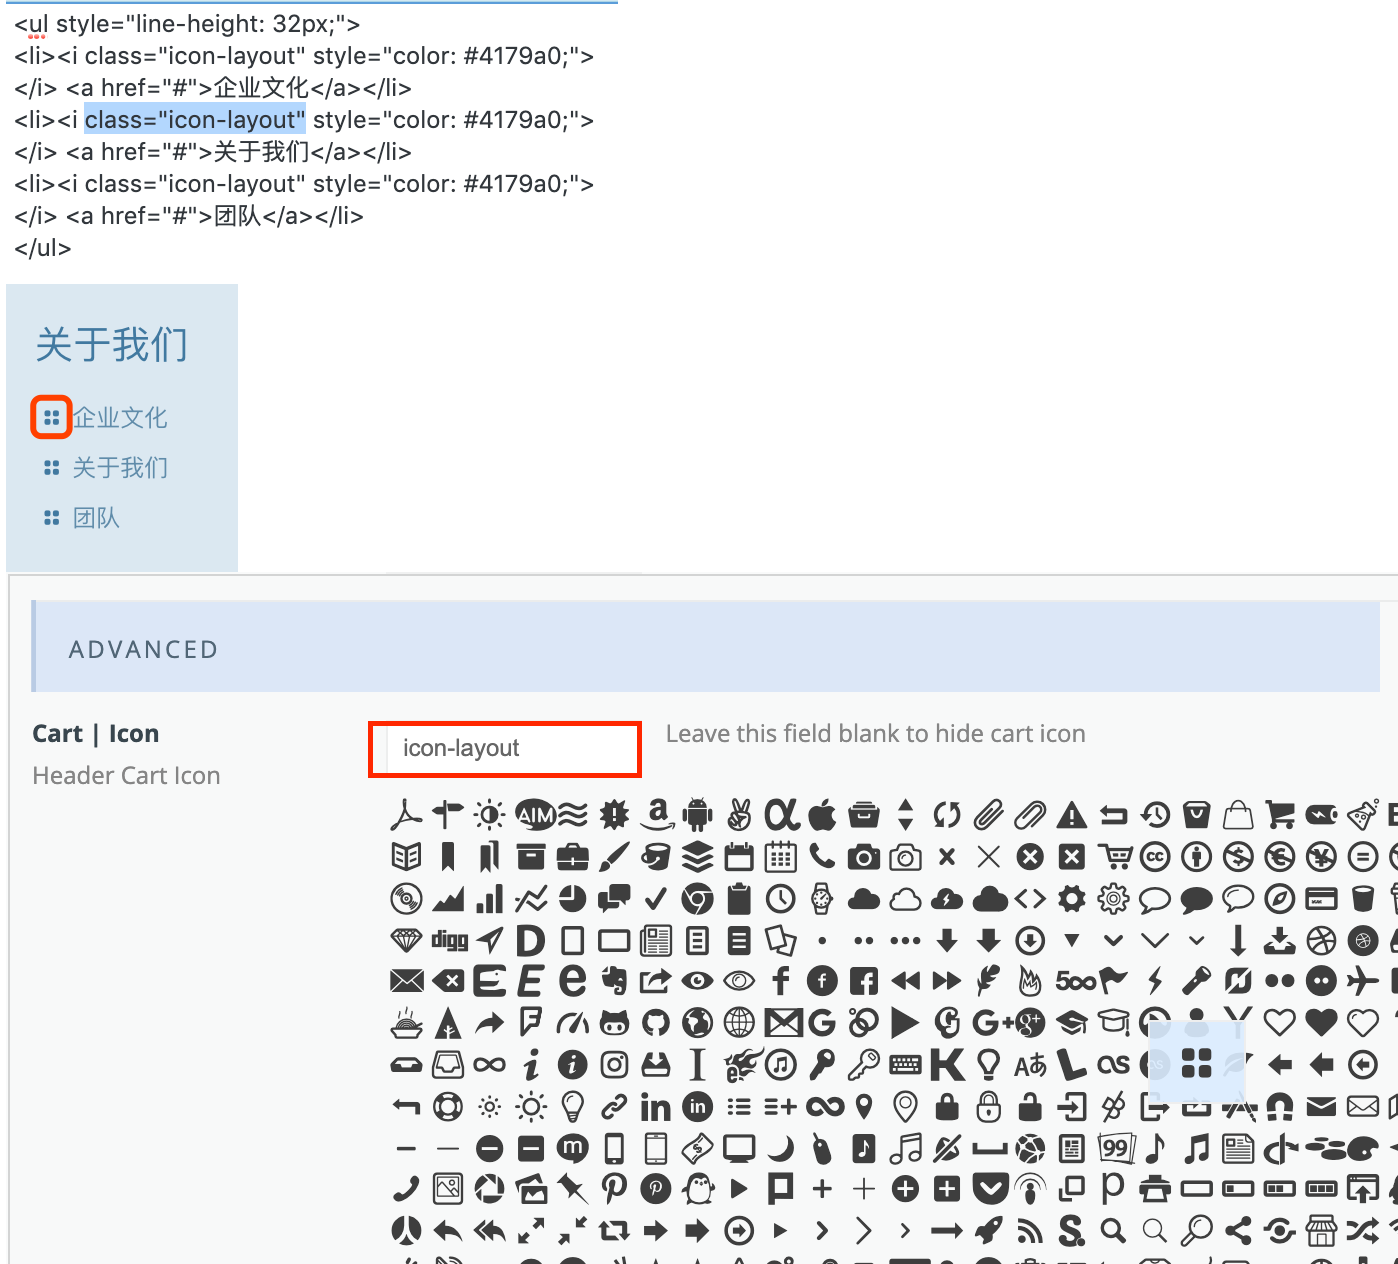 <ul style="line-height: 32px;">
<li><i class="icon-layout" style="color: #4179a0;">
</i> <a href="#">企业文化</a></li>
<li><i class="icon-layout" style="color: #4179a0;">
</i> <a href="#">关于我们</a></li>
<li><i class="icon-layout" style="color: #4179a0;">
</i> <a href="#">团队</a></li>
</ul>
关于我们
企业文化
关于我们
团队
ADVANCED
Cart | Icon
icon-layout
Leave this field blank to hide cart icon
Header Cart Icon